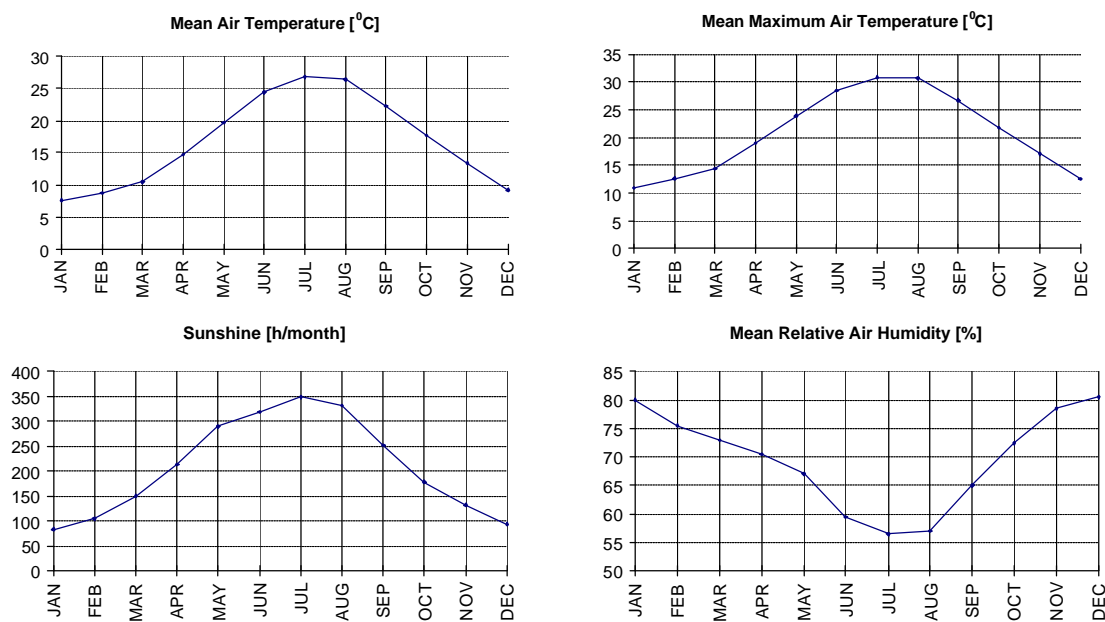 Mean Air Temperature [⁰C]
30
25
20
15
10
5
0
JAN
FEB
MAR
APR
MAY
JUN
JUL
AUG
SEP
OCT
NOV
DEC
Mean Maximum Air Temperature [⁰C]
35
30
25
20
15
10
5
0
JAN
FEB
MAR
APR
MAY
JUN
JUL
AUG
SEP
OCT
NOV
DEC
Sunshine [h/month]
400
350
300
250
200
150
100
50
0
JAN
FEB
MAR
APR
MAY
JUN
JUL
AUG
SEP
OCT
NOV
DEC
Mean Relative Air Humidity [%]
85
80
75
70
65
60
55
50
JAN
FEB
MAR
APR
MAY
JUN
JUL
AUG
SEP
OCT
NOV
DEC